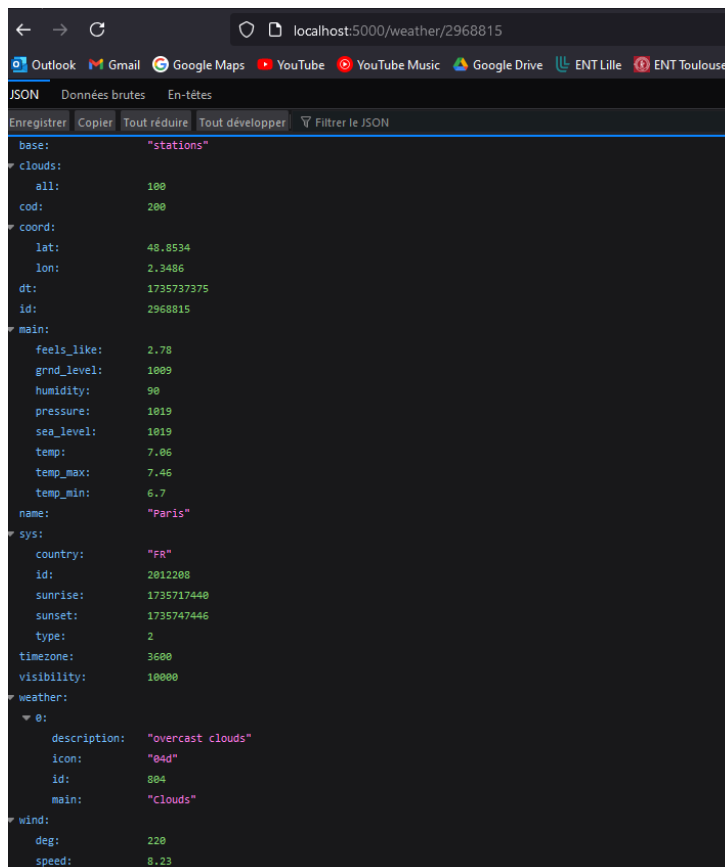 localhost:5000/weather/2968815
Outlook Gmail Google Maps YouTube YouTube Music Google Drive ENT Lille ENT Toulouse
JSON Données brutes En-têtes
Enregistrer Copier Tout réduire Tout développer Filtrer le JSON
base: "stations"
clouds:
all: 100
cod: 200
coord:
lat: 48.8534
lon: 2.3486
dt: 1735737375
id: 2968815
main:
feels_like: 2.78
grnd_level: 1009
humidity: 90
pressure: 1019
sea_level: 1019
temp: 7.06
temp_max: 7.46
temp_min: 6.7
name: "Paris"
sys:
country: "FR"
id: 2012208
sunrise: 1735717440
sunset: 1735747446
type: 2
timezone: 3600
visibility: 10000
weather:
0:
description: "overcast clouds"
icon: "04d"
id: 804
main: "Clouds"
wind:
deg: 220
speed: 8.23